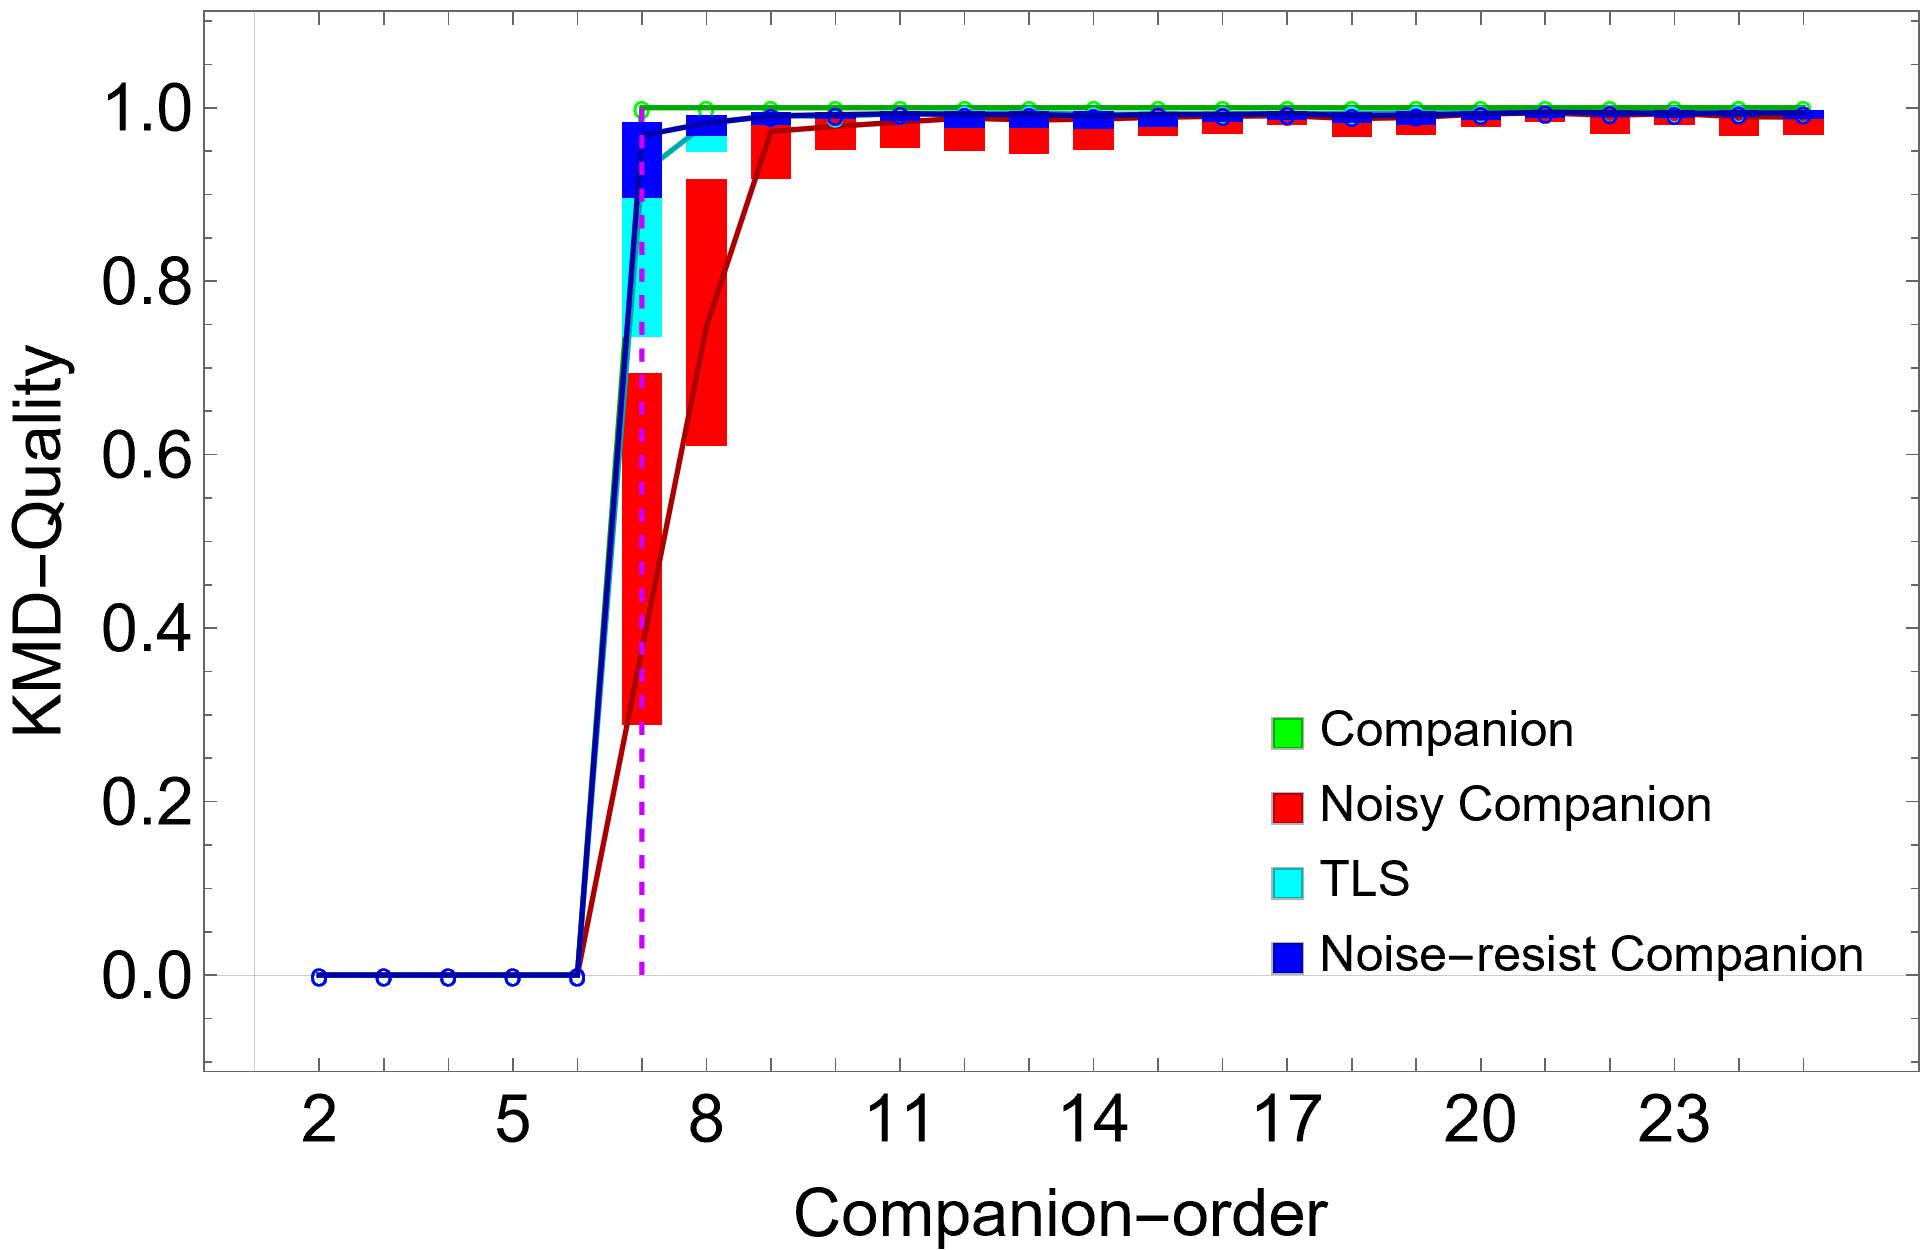 1.0
0.8
0.6
0.4
0.2
0.0
KMD−Quality
Companion
Noisy Companion
TLS
Noise−resist Companion
2 5 8 11 14 17 20 23
Companion−order